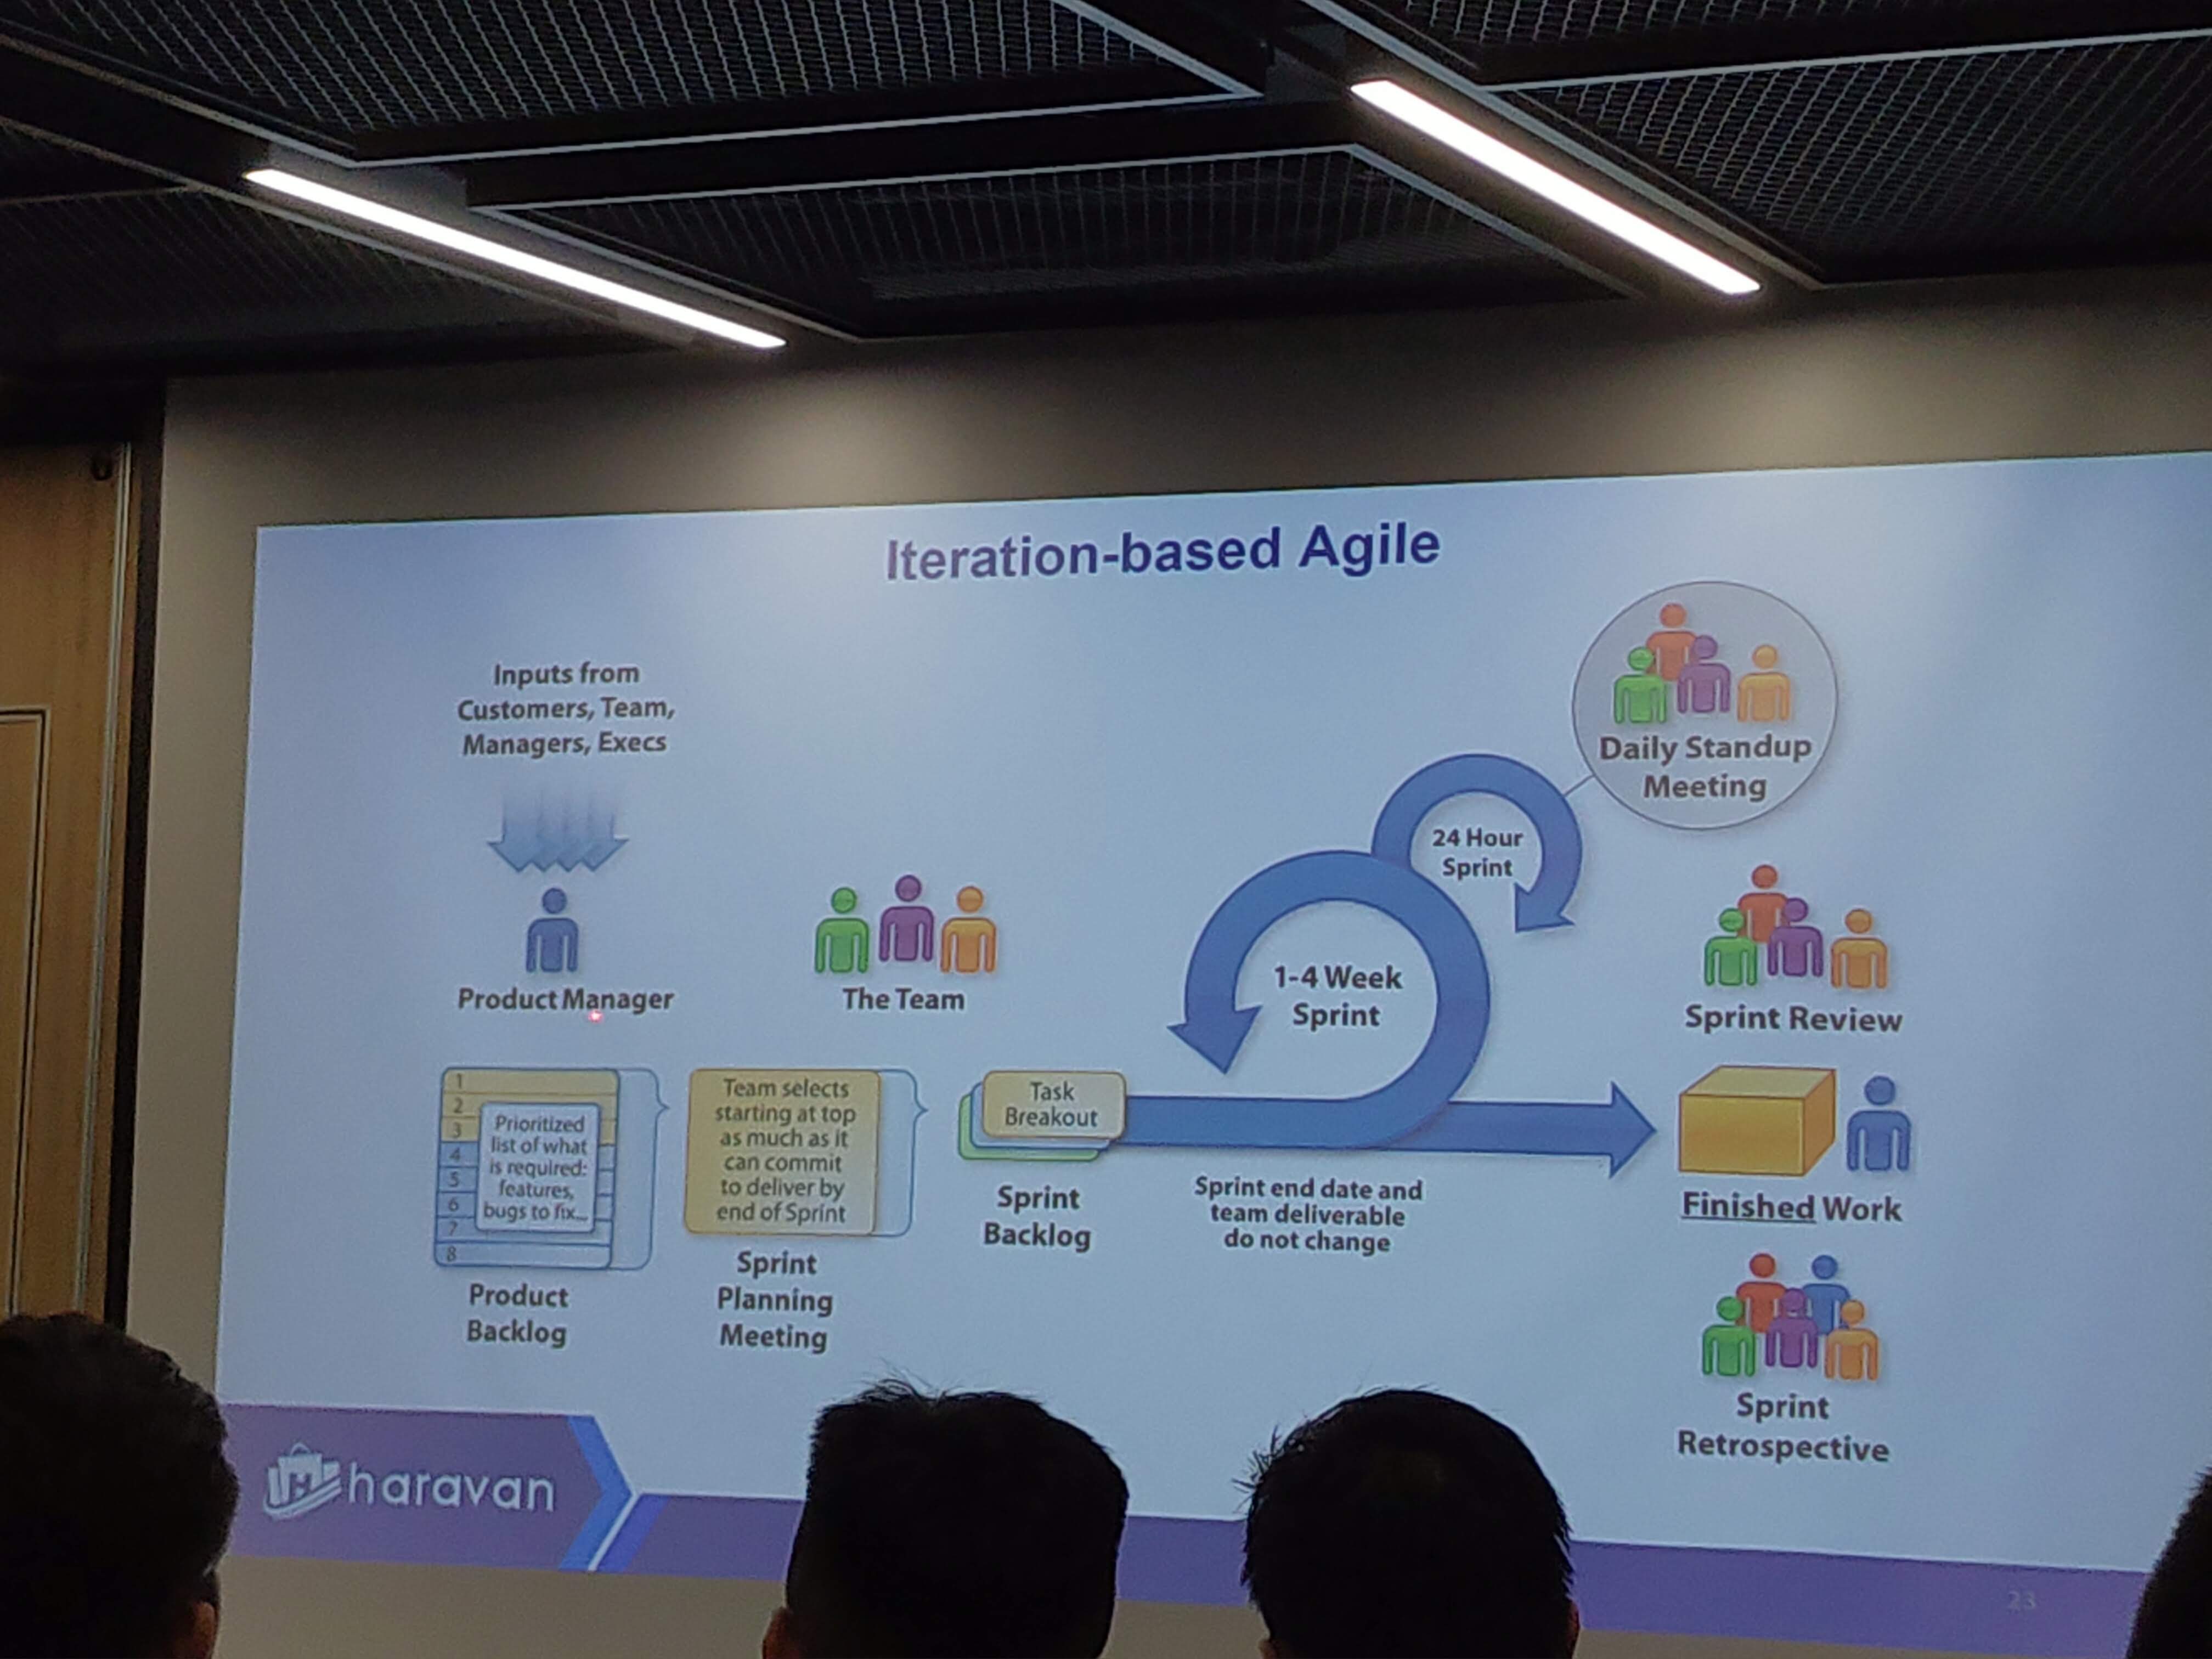 Iteration-based Agile
Inputs from
Customers, Team,
Managers, Execs
Product Manager
The Team
Daily Standup
Meeting
24 Hour
Sprint
1-4 Week
Sprint
Sprint Review
1
2
3
4
5
6
7
8
Prioritized
list of what
is required:
features,
bugs to fix...
Product
Backlog
Team selects
starting at top
as much as it
can commit
to deliver by
end of Sprint
Sprint
Planning
Meeting
Task
Breakout
Sprint
Backlog
Sprint end date and
team deliverable
do not change
Finished Work
Sprint
Retrospective
haravan
23